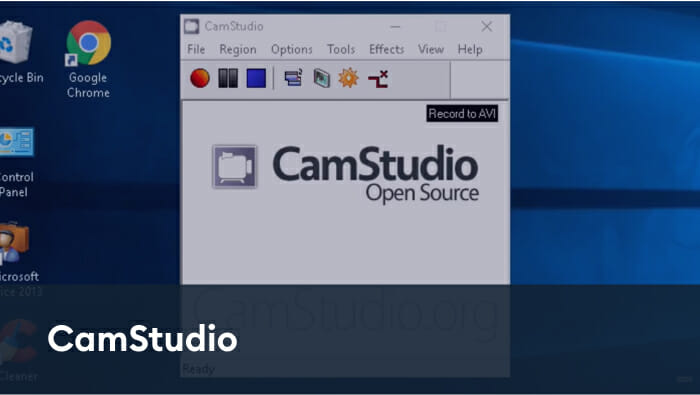 CamStudio
File Region Options Tools Effects View Help
cycle Bin
Google
Chrome
Record to AVI
CamStudio
Open Source
ontrol
Panel
icrosoft
ice 2013
CamStudio.org
CamStudio
Cleaner
Ready